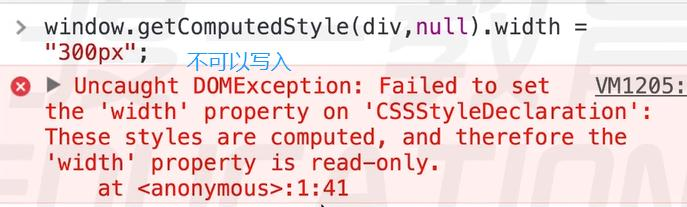 > window.getComputedStyle(div,null).width =
"300px";
不可以写入
Uncaught DOMException: Failed to set VM1205:
the 'width' property on 'CSSStyleDeclaration':
These styles are computed, and therefore the
'width' property is read-only.
at <anonymous>:1:41